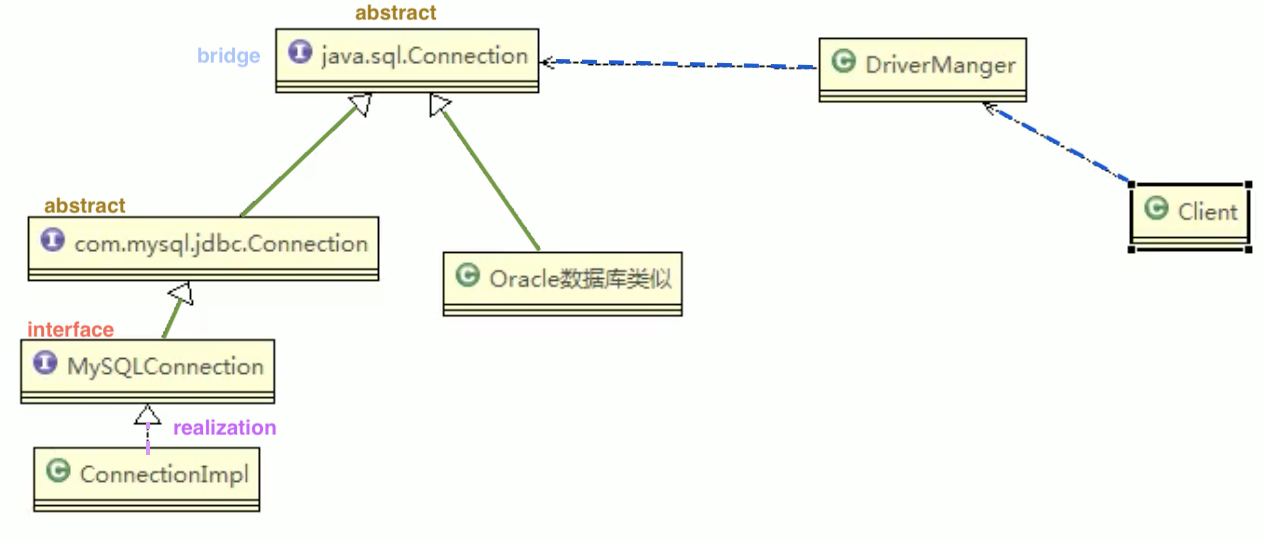 abstract
bridge
I java.sql.Connection
C DriverManger
abstract
I com.mysql.jdbc.Connection
C Client
C Oracle数据库类似
interface
I MySQLConnection
realization
C ConnectionImpl